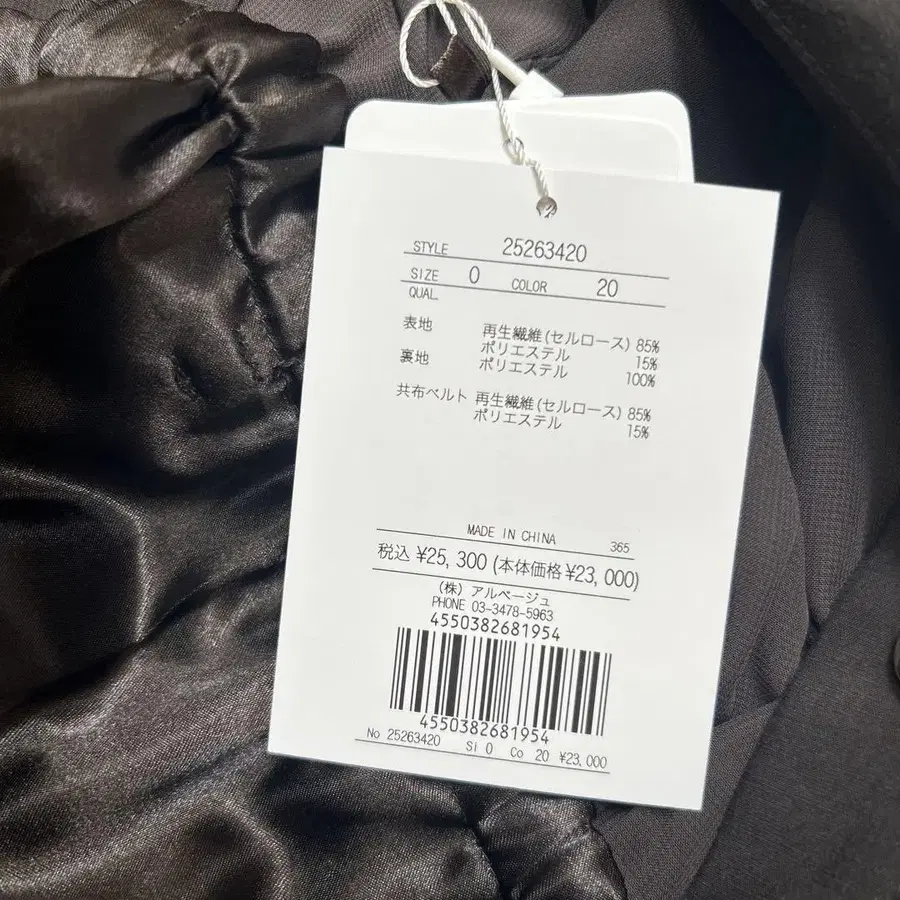 STYLE 25263420
SIZE 0 COLOR 20
QUAL
表地 再生繊維(セルロース) 85%
ポリエステル 15%
裏地 ポリエステル 100%
共布ベルト 再生繊維(セルロース) 85%
ポリエステル 15%
MADE IN CHINA 365
税込 ¥25,300 (本体価格¥23,000)
(株) アルページュ
PHONE 03-3478-5963
4550382681954
4550382681954
No 25263420 SI 0 Co 20 ¥23,000